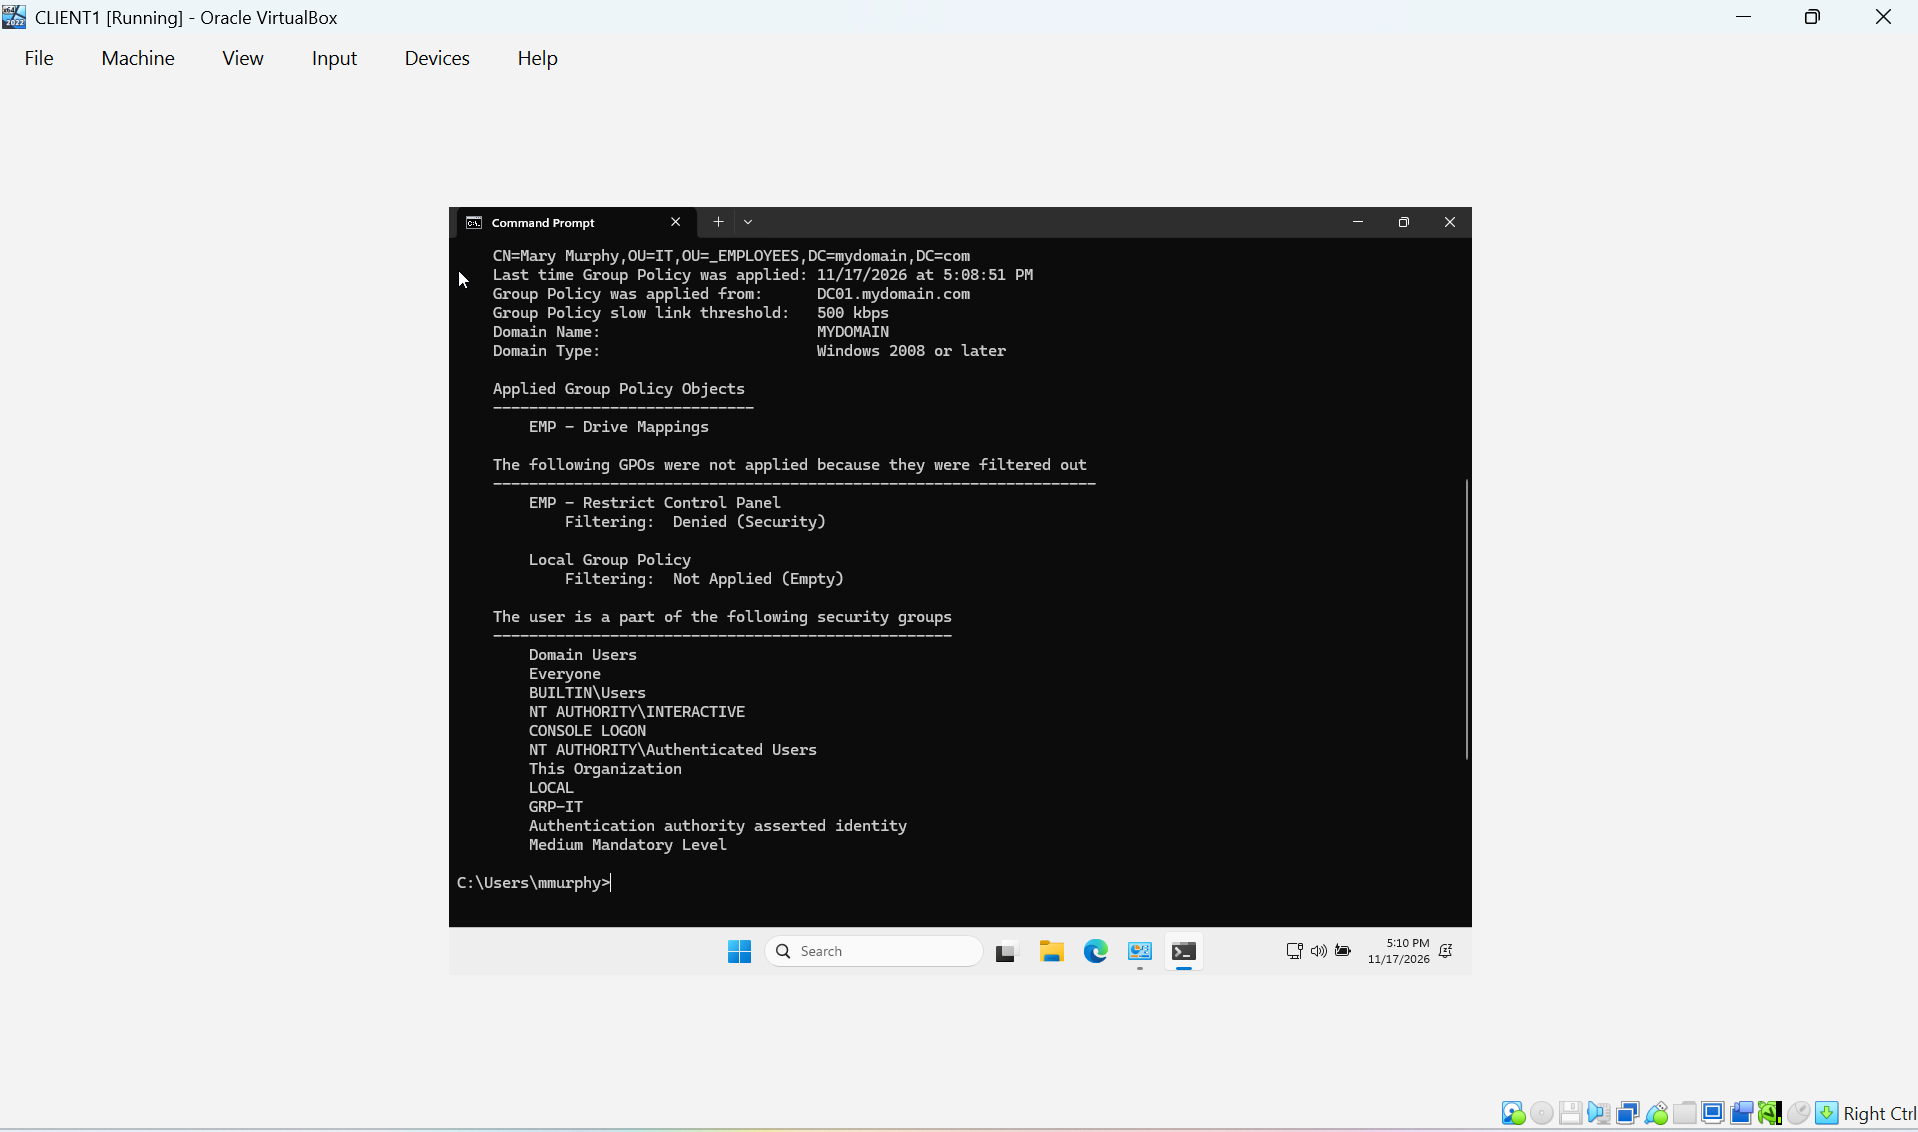 CLIENT1 [Running] - Oracle VirtualBox
File Machine View Input Devices Help
Command Prompt
CN=Mary Murphy,OU=IT,OU=_EMPLOYEES,DC=mydomain,DC=com
Last time Group Policy was applied: 11/17/2026 at 5:08:51 PM
Group Policy was applied from: DC01.mydomain.com
Group Policy slow link threshold: 500 kbps
Domain Name: MYDOMAIN
Domain Type: Windows 2008 or later
Applied Group Policy Objects
-----------------------------
EMP - Drive Mappings
The following GPOs were not applied because they were filtered out
-------------------------------------------------------------------
EMP - Restrict Control Panel
Filtering: Denied (Security)
Local Group Policy
Filtering: Not Applied (Empty)
The user is a part of the following security groups
---------------------------------------------------
Domain Users
Everyone
BUILTIN\Users
NT AUTHORITY\INTERACTIVE
CONSOLE LOGON
NT AUTHORITY\Authenticated Users
This Organization
LOCAL
GRP-IT
Authentication authority asserted identity
Medium Mandatory Level
C:\Users\mmurphy>
Search
5:10 PM
11/17/2026
Right Ctrl